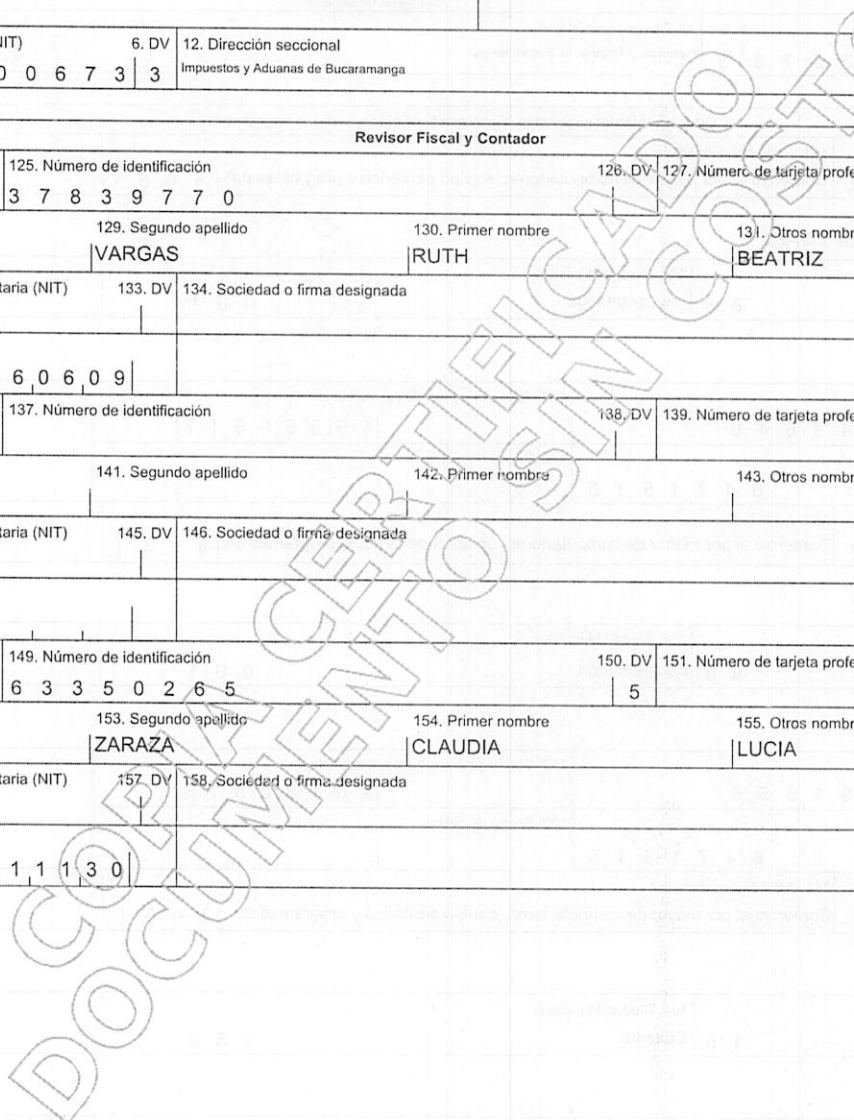 NIT) 6. DV 12. Dirección seccional
0 0 6 7 3 3 Impuestos y Aduanas de Bucaramanga
Revisor Fiscal y Contador
125. Número de identificación 126. DV 127. Número de tarjeta profe
3 7 8 3 9 7 7 0
129. Segundo apellido 130. Primer nombre 131. Otros nombr
VARGAS RUTH BEATRIZ
taria (NIT) 133. DV 134. Sociedad o firma designada
6 0 6 0 9
137. Número de identificación 138. DV 139. Número de tarjeta profe
141. Segundo apellido 142. Primer nombre 143. Otros nombr
taria (NIT) 145. DV 146. Sociedad o firma designada
149. Número de identificación 150. DV 151. Número de tarjeta profe
6 3 3 5 0 2 6 5 5
153. Segundo apellido 154. Primer nombre 155. Otros nombr
ZARAZA CLAUDIA LUCIA
taria (NIT) 157. DV 158. Sociedad o firma designada
1 1 1 3 0
COPIA CERTIFICADO
DOCUMENTO SIN COSTO